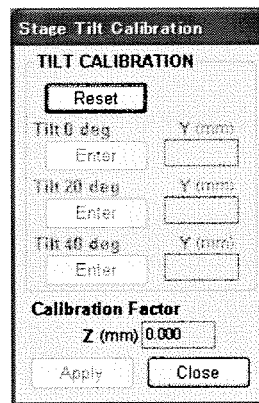 Stage Tilt Calibration
TILT CALIBRATION
Reset
Tilt 0 deg Y (mm)
Enter
Tilt 20 deg Y (mm)
Enter
Tilt 40 deg Y (mm)
Enter
Calibration Factor
Z (mm) 0.000
Apply Close